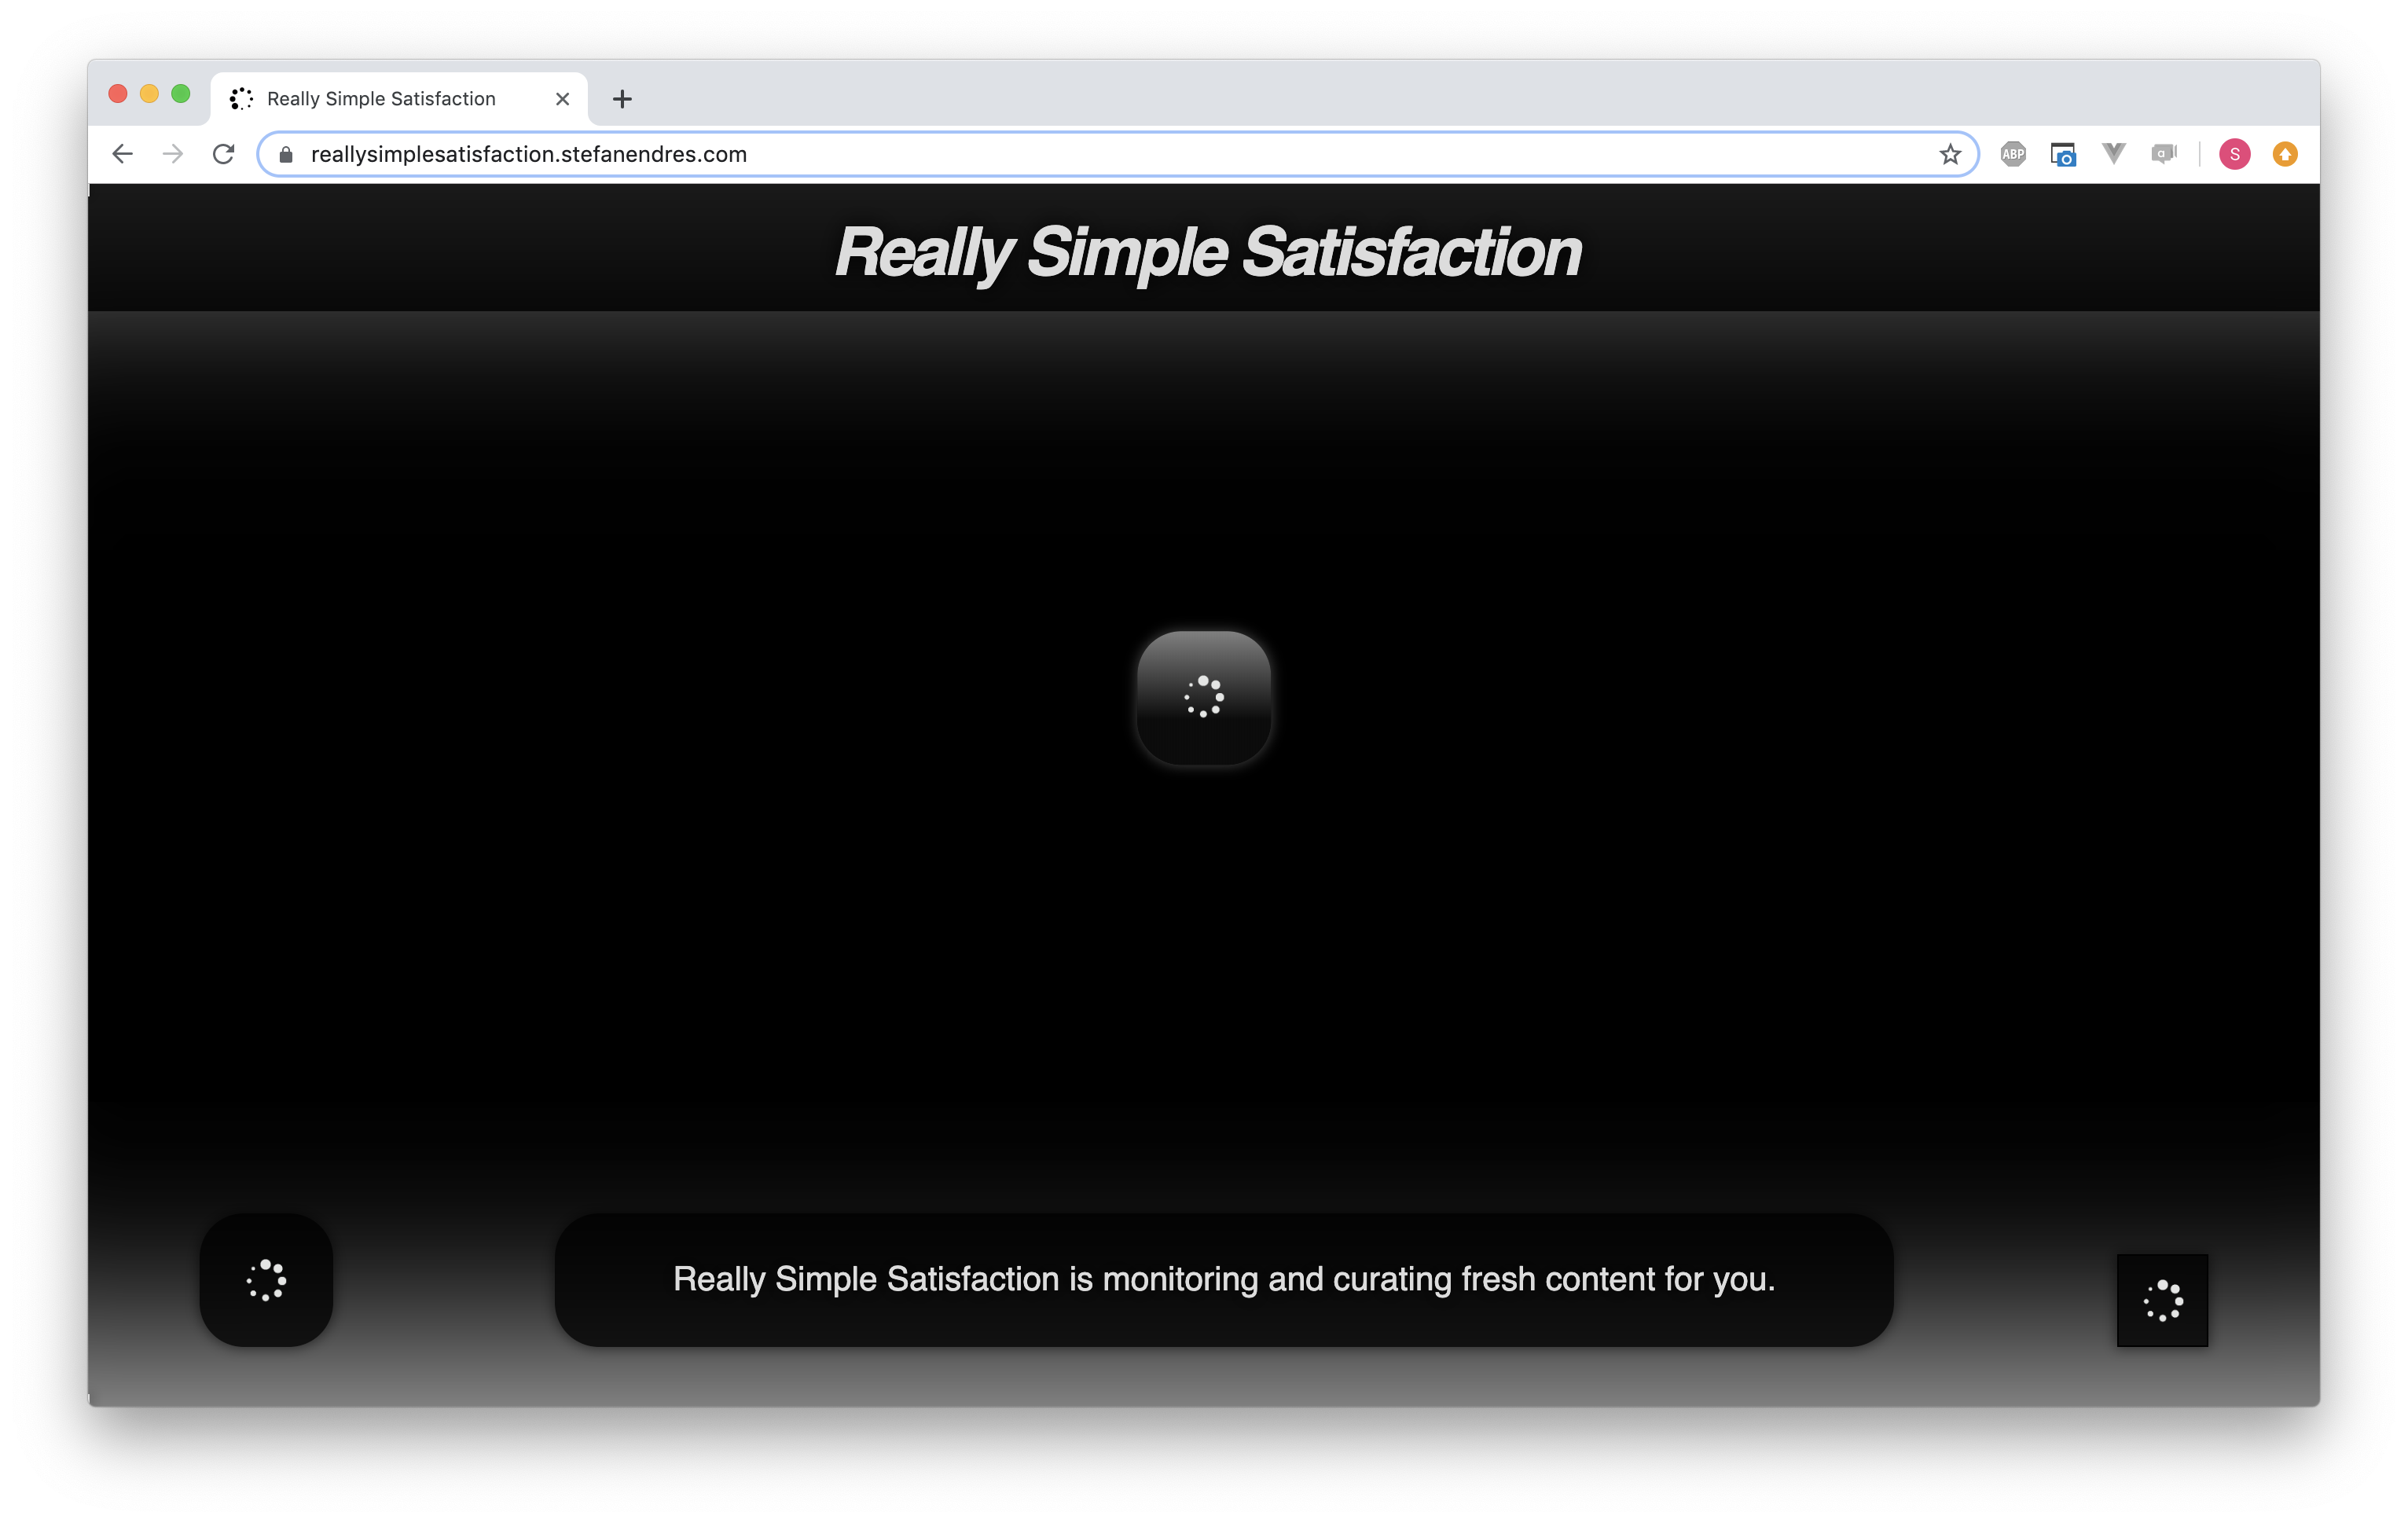 Really Simple Satisfaction
reallysimplesatisfaction.stefanendres.com
ABP
a
S
Really Simple Satisfaction
Really Simple Satisfaction is monitoring and curating fresh content for you.